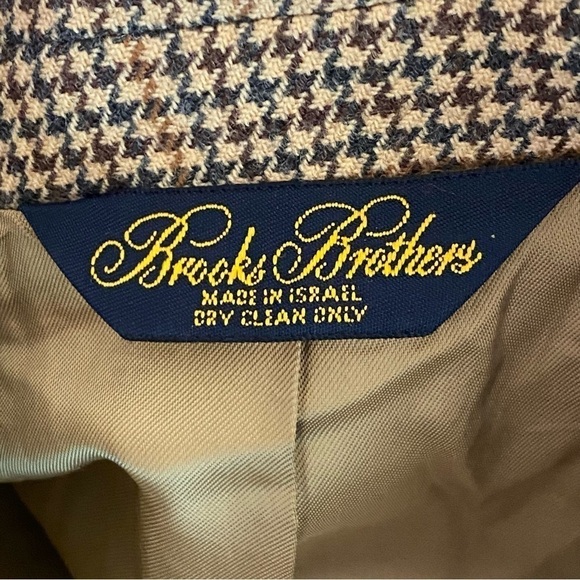 Brooks Brothers
MADE IN ISRAEL
DRY CLEAN ONLY